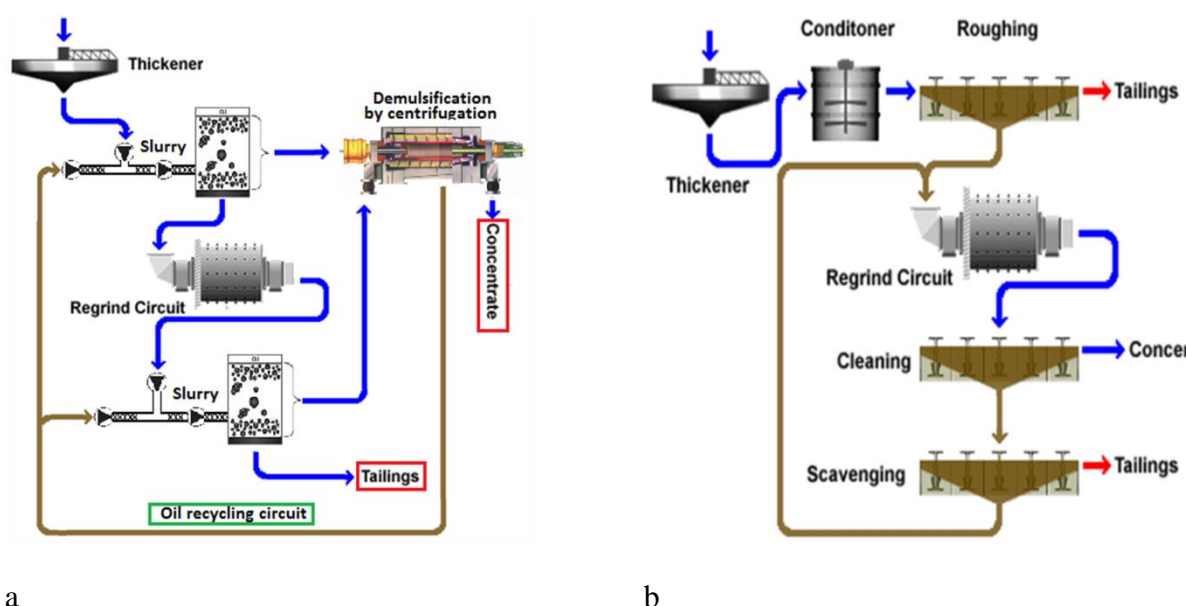 Thickener
Demulsification
by centrifugation
Slurry
Concentrate
Regrind Circuit
Slurry
Tailings
Oil recycling circuit
a
Conditoner
Roughing
Tailings
Thickener
Regrind Circuit
Cleaning
Concen
Scavenging
Tailings
b